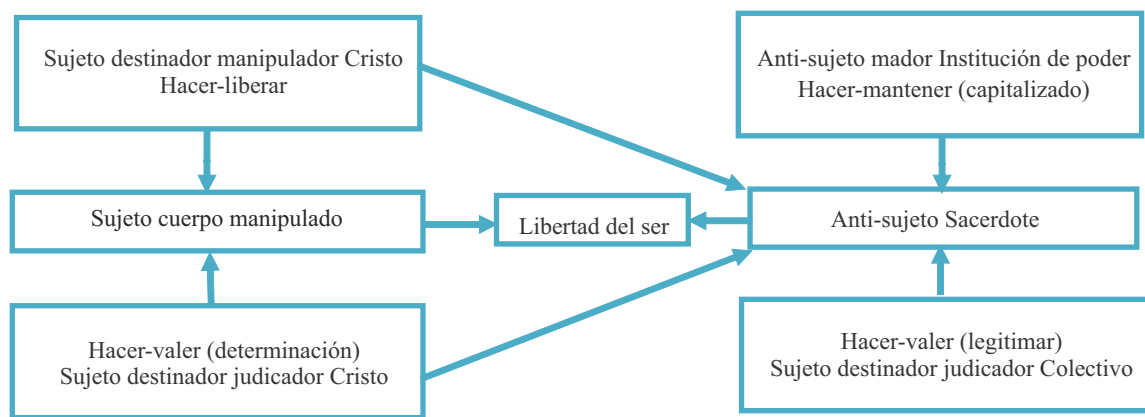 Sujeto destinador manipulador Cristo
Hacer-liberar
Anti-sujeto mador Institución de poder
Hacer-mantener (capitalizado)
Sujeto cuerpo manipulado
Libertad del ser
Anti-sujeto Sacerdote
Hacer-valer (determinación)
Sujeto destinador judicador Cristo
Hacer-valer (legitimar)
Sujeto destinador judicador Colectivo